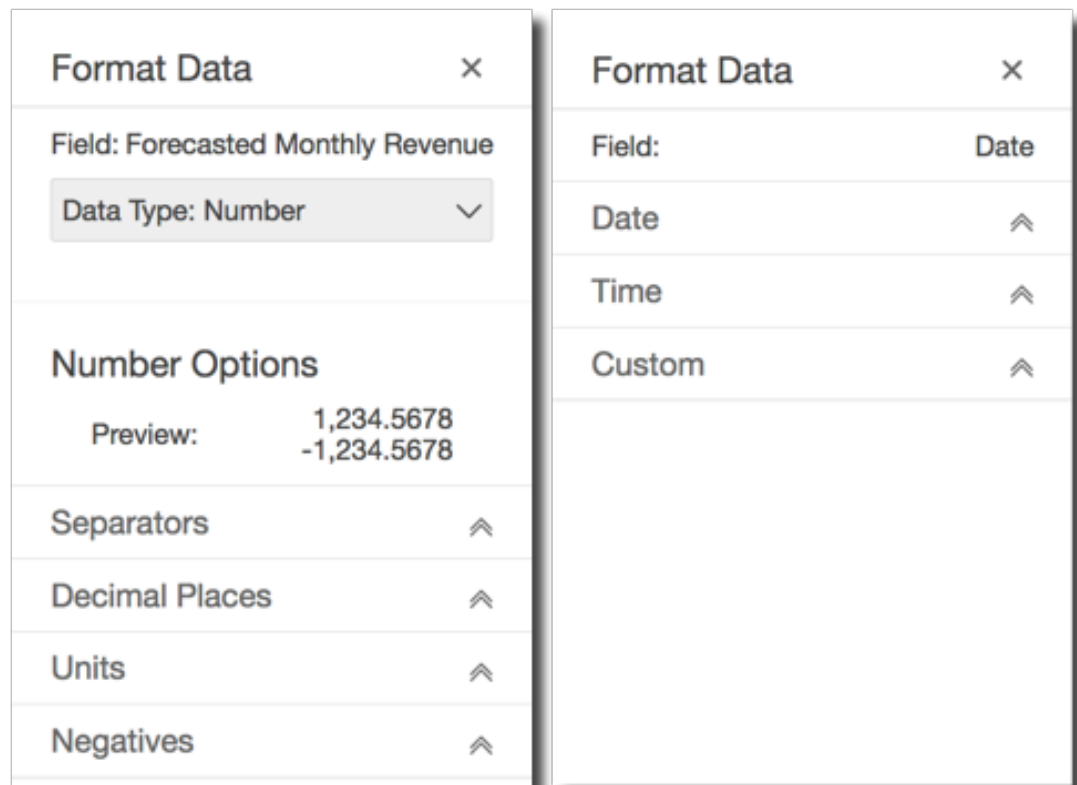 Format Data
Field: Forecasted Monthly Revenue
Data Type: Number
Number Options
Preview: 1,234.5678
-1,234.5678
Separators
Decimal Places
Units
Negatives
Format Data
Field: Date
Date
Time
Custom